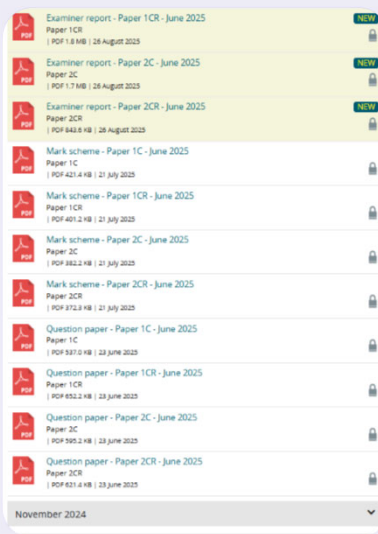 Examiner report - Paper 1CR - June 2025
NEW
Paper 1CR
| PDF 1.8 MB | 26 August 2025
PDF
Examiner report - Paper 2C - June 2025
NEW
Paper 2C
| PDF 1.7 MB | 26 August 2025
PDF
Examiner report - Paper 2CR - June 2025
NEW
Paper 2CR
| PDF 943.6 KB | 26 August 2025
PDF
Mark scheme - Paper 1C - June 2025
Paper 1C
| PDF 421.4 KB | 21 July 2025
PDF
Mark scheme - Paper 1CR - June 2025
Paper 1CR
| PDF 401.2 KB | 21 July 2025
PDF
Mark scheme - Paper 2C - June 2025
Paper 2C
| PDF 382.2 KB | 21 July 2025
PDF
Mark scheme - Paper 2CR - June 2025
Paper 2CR
| PDF 372.3 KB | 21 July 2025
PDF
Question paper - Paper 1C - June 2025
Paper 1C
| PDF 537.0 KB | 23 June 2025
PDF
Question paper - Paper 1CR - June 2025
Paper 1CR
| PDF 652.2 KB | 23 June 2025
PDF
Question paper - Paper 2C - June 2025
Paper 2C
| PDF 595.2 KB | 23 June 2025
PDF
Question paper - Paper 2CR - June 2025
Paper 2CR
| PDF 621.4 KB | 23 June 2025
PDF
November 2024